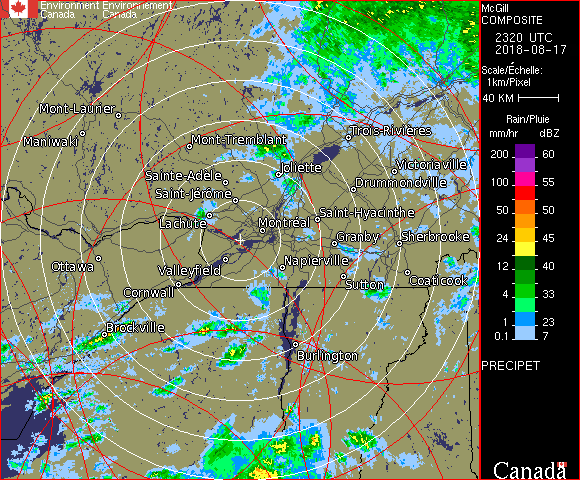 Environment Environnement
Canada Canada
McGill
COMPOSITE
2320 UTC
2018-08-17
Scale/Échelle:
1km/Pixel
40 KM
Rain/Pluie
mm/hr dBZ
200 60
150 57
100 55
50 50
24 45
12 40
4 33
2 23
0.1 7
PRECIPET
Canada
Mont-Laurier
Maniwaki
Mont-Tremblant
Trois-Rivières
Joliette
Victoriaville
Sainte-Adèle
Drummondville
Saint-Jérôme
Saint-Hyacinthe
Lachute
Montréal
Granby
Sherbrooke
Ottawa
Valleyfield
Napierville
Coaticook
Cornwall
Sutton
Brockville
Burlington